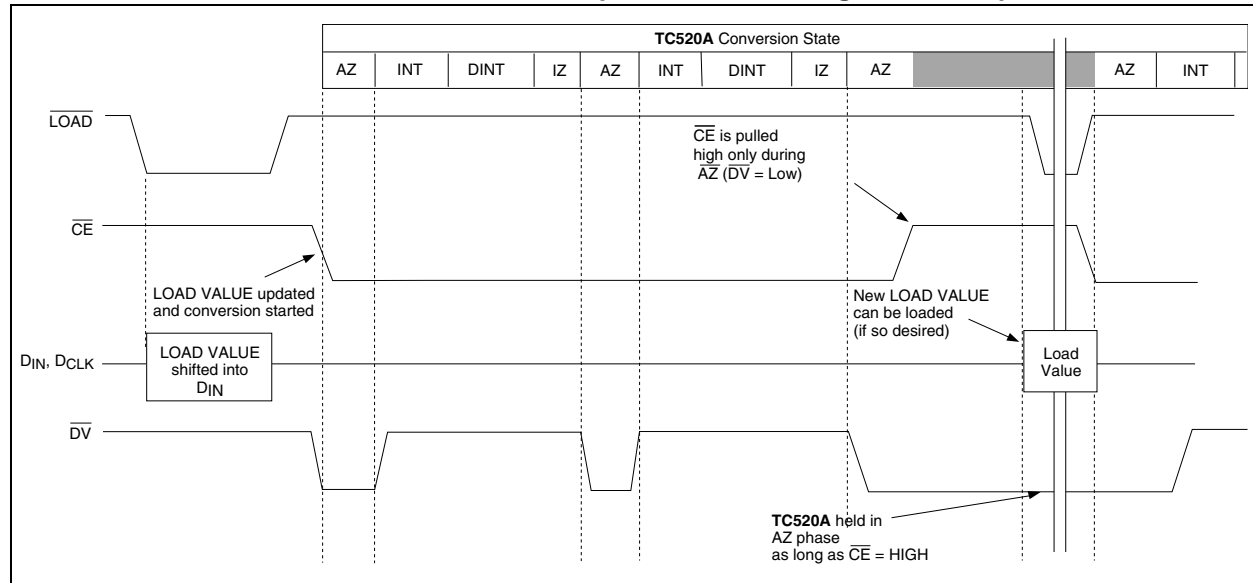 TC520A Conversion State
AZ INT DINT IZ AZ INT DINT IZ AZ AZ INT
LOAD
CE is pulled
high only during
AZ (DV = Low)
CE
LOAD VALUE updated
and conversion started
New LOAD VALUE
can be loaded
(if so desired)
DIN, DCLK
LOAD VALUE
shifted into
DIN
Load
Value
DV
TC520A held in
AZ phase
as long as CE = HIGH